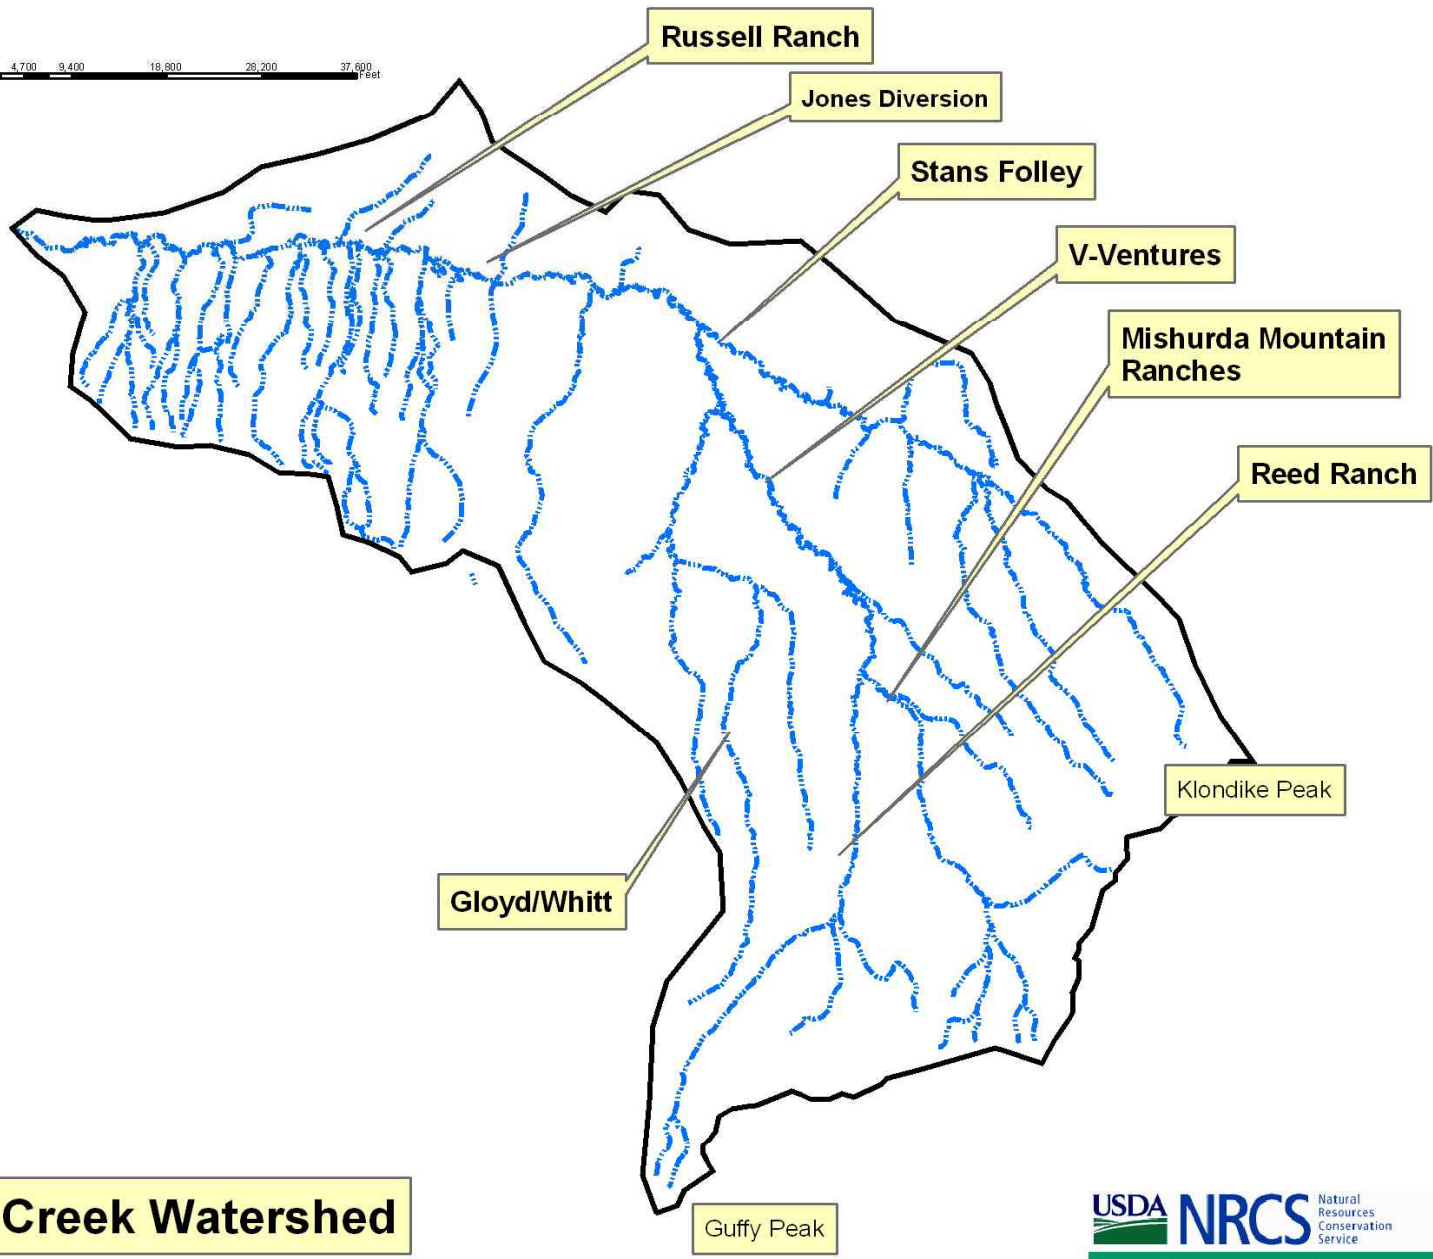 Russell Ranch
4,700 9,400 18,800 28,200 37,600
Feet
Jones Diversion
Stans Folley
V-Ventures
Mishurda Mountain
Ranches
Reed Ranch
Klondike Peak
Gloyd/Whitt
Creek Watershed
Guffy Peak
USDA NRCS
Natural
Resources
Conservation
Service